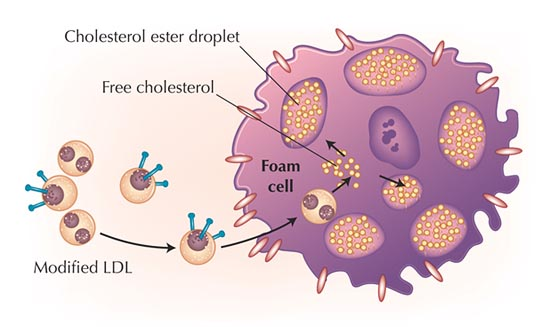 Cholesterol ester droplet
Free cholesterol
Foam
cell
Modified LDL